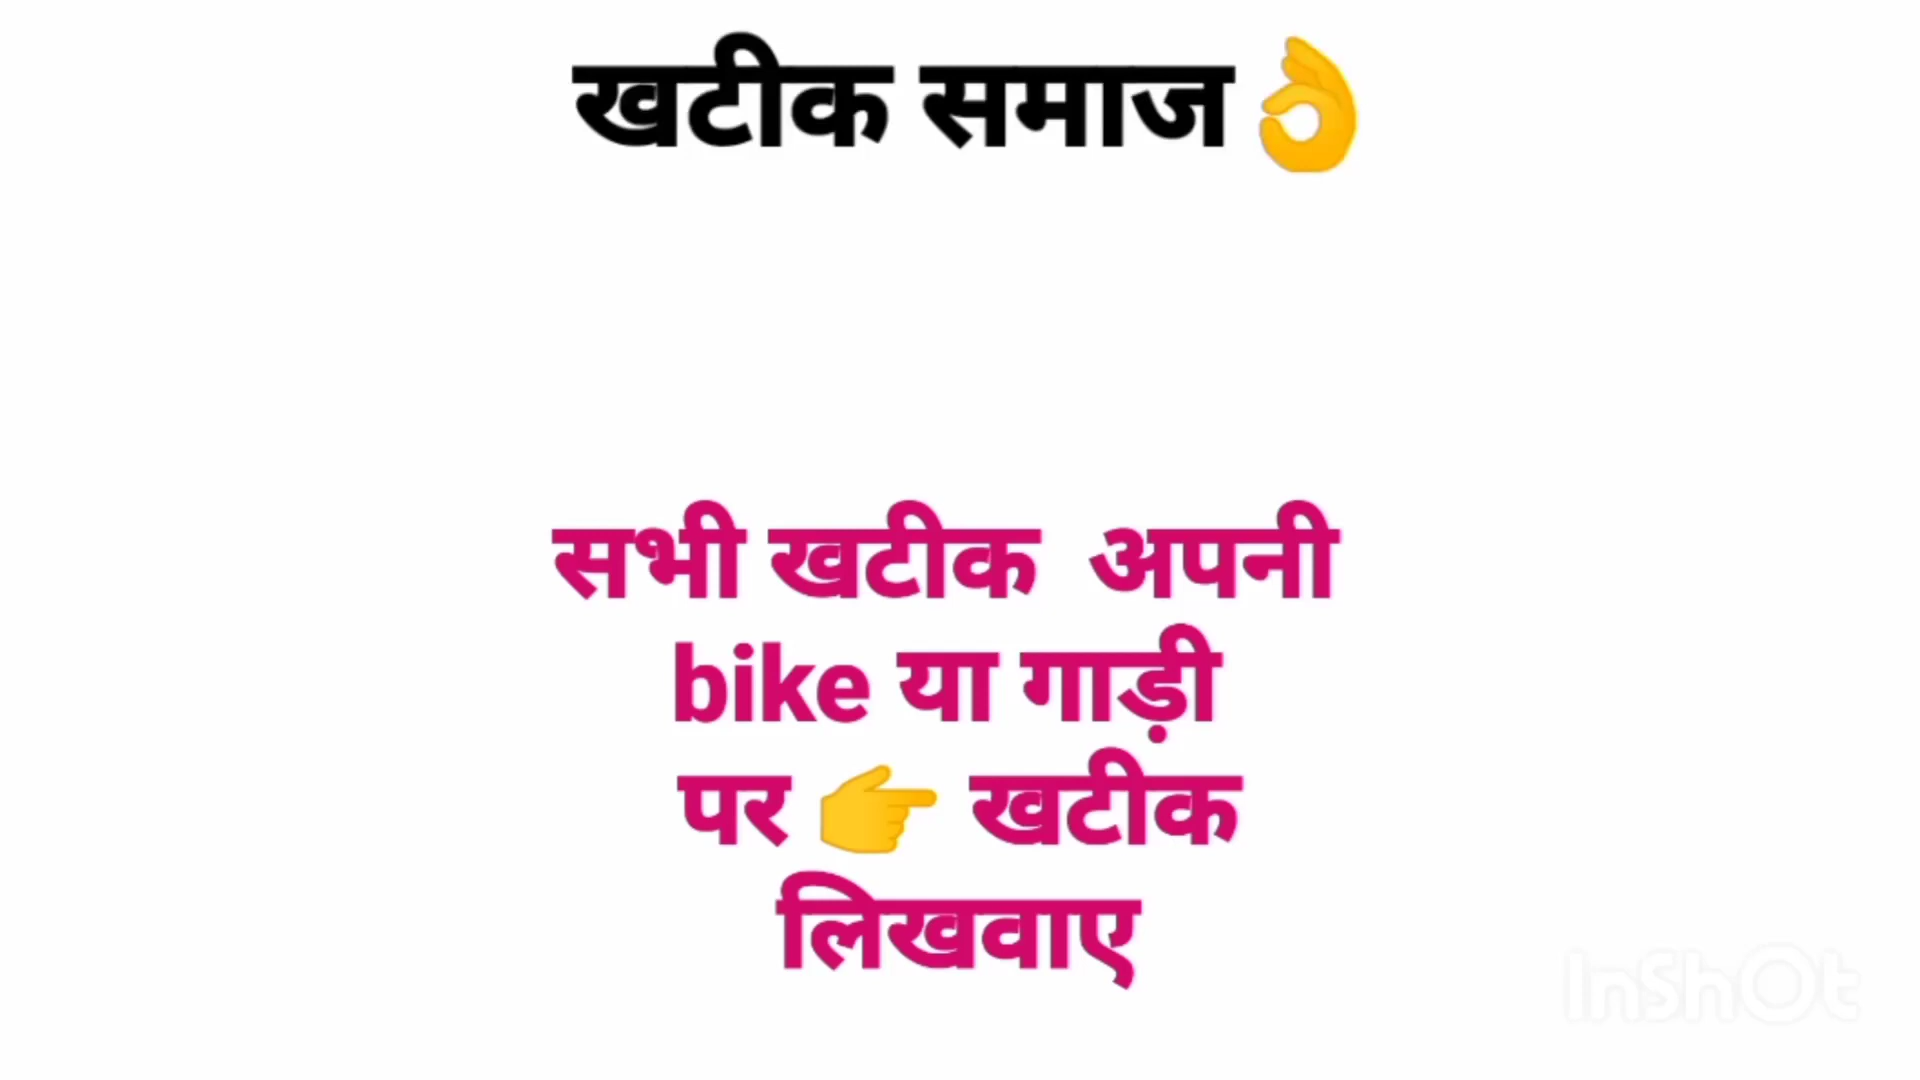 खटीक समाज👌
सभी खटीक  अपनी
bike या गाड़ी
पर 👉 खटीक
लिखवाए
InShOt